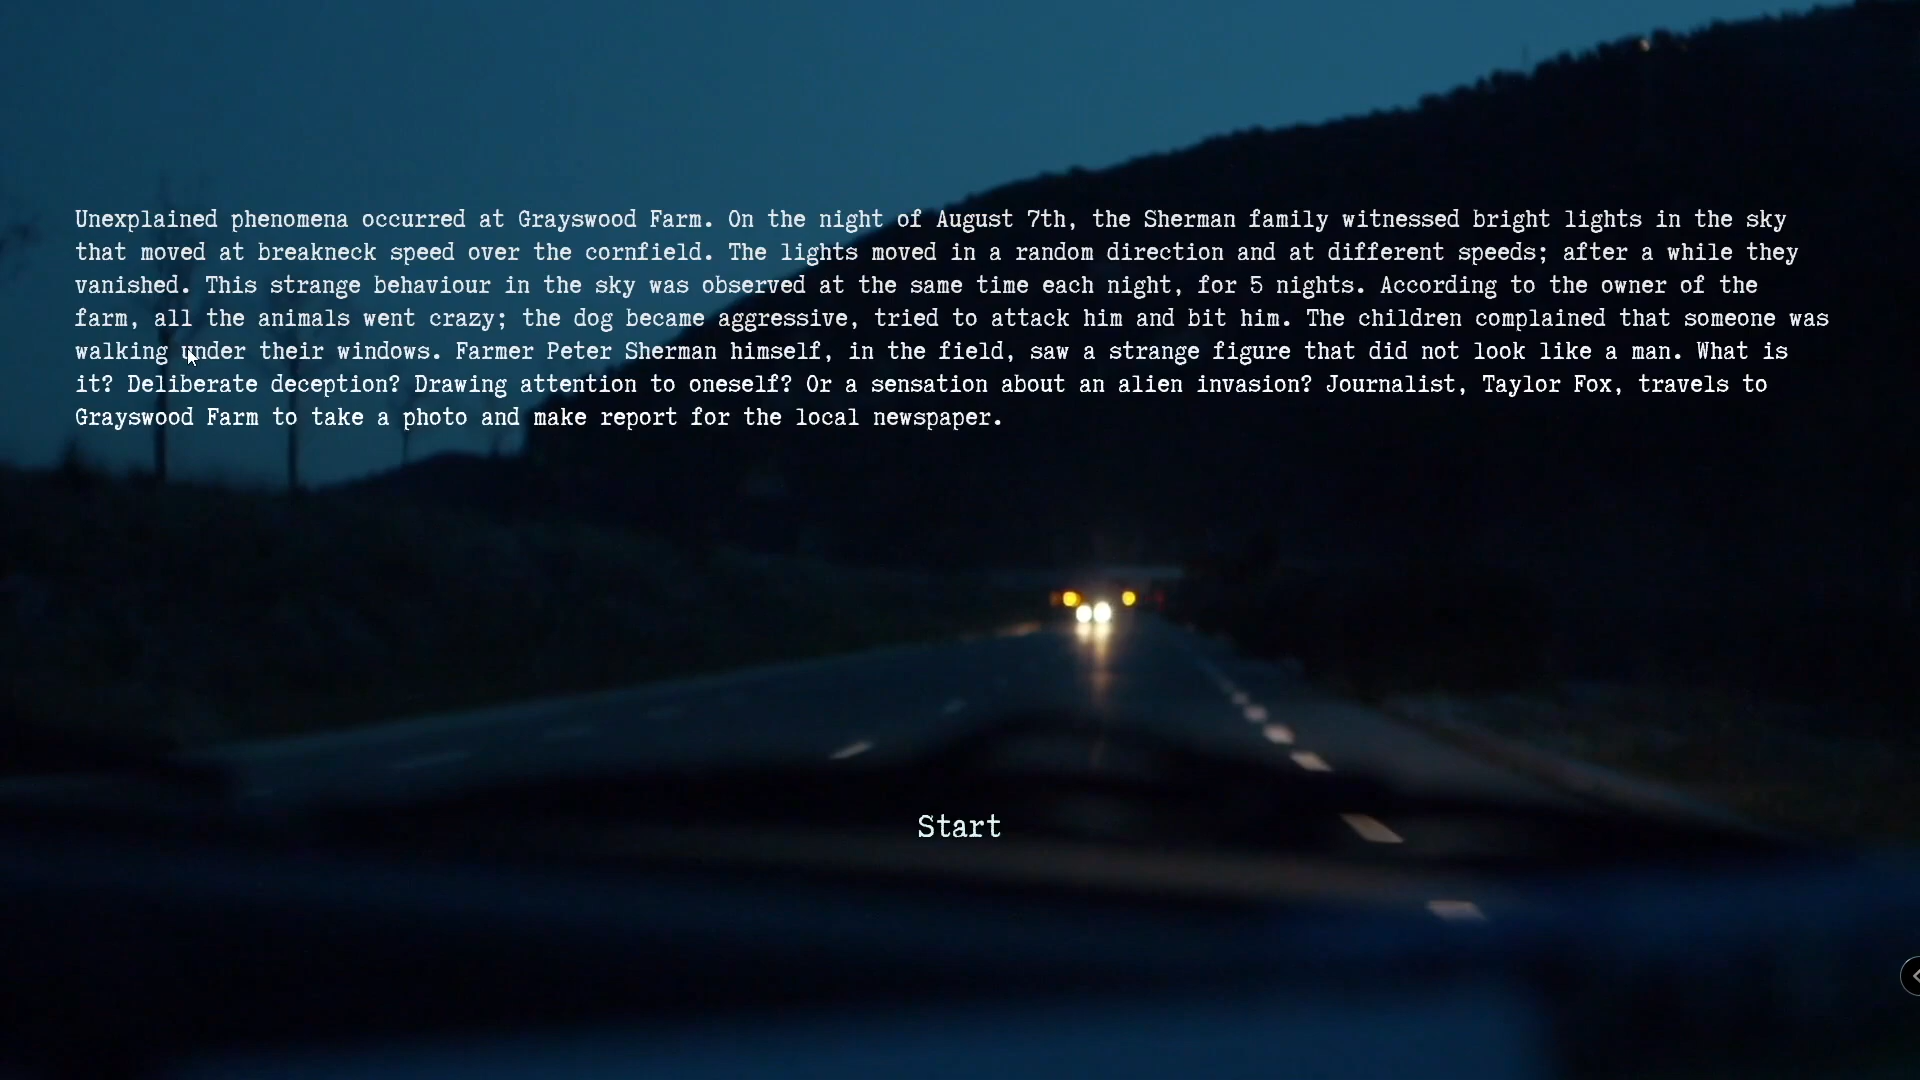 Unexplained phenomena occurred at Grayswood Farm. On the night of August 7th, the Sherman family witnessed bright lights in the sky
that moved at breakneck speed over the cornfield. The lights moved in a random direction and at different speeds; after a while they
vanished. This strange behaviour in the sky was observed at the same time each night, for 5 nights. According to the owner of the
farm, all the animals went crazy; the dog became aggressive, tried to attack him and bit him. The children complained that someone was
walking under their windows. Farmer Peter Sherman himself, in the field, saw a strange figure that did not look like a man. What is
it? Deliberate deception? Drawing attention to oneself? Or a sensation about an alien invasion? Journalist, Taylor Fox, travels to
Grayswood Farm to take a photo and make report for the local newspaper.
Start